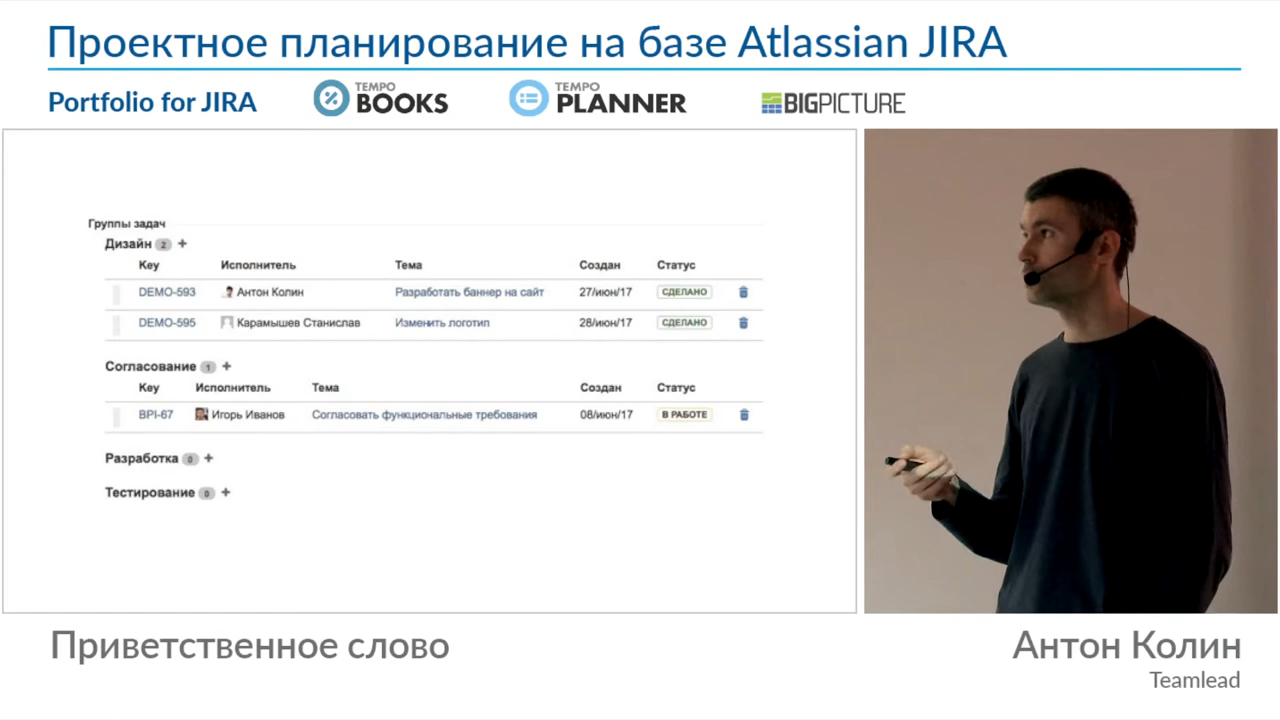 Проектное планирование на базе Atlassian JIRA
Portfolio for JIRA TEMPO BOOKS TEMPO PLANNER BIGPICTURE
Группы задач
Дизайн 2 +
Key Исполнитель Тема Создан Статус
DEMO-593 Антон Колин Разработать баннер на сайт 27/июн/17 СДЕЛАНО
DEMO-595 Карамышев Станислав Изменить логотип 28/июн/17 СДЕЛАНО
Согласование 1 +
Key Исполнитель Тема Создан Статус
BPI-67 Игорь Иванов Согласовать функциональные требования 08/июн/17 В РАБОТЕ
Разработка 0 +
Тестирование 0 +
Приветственное слово
Антон Колин
Teamlead